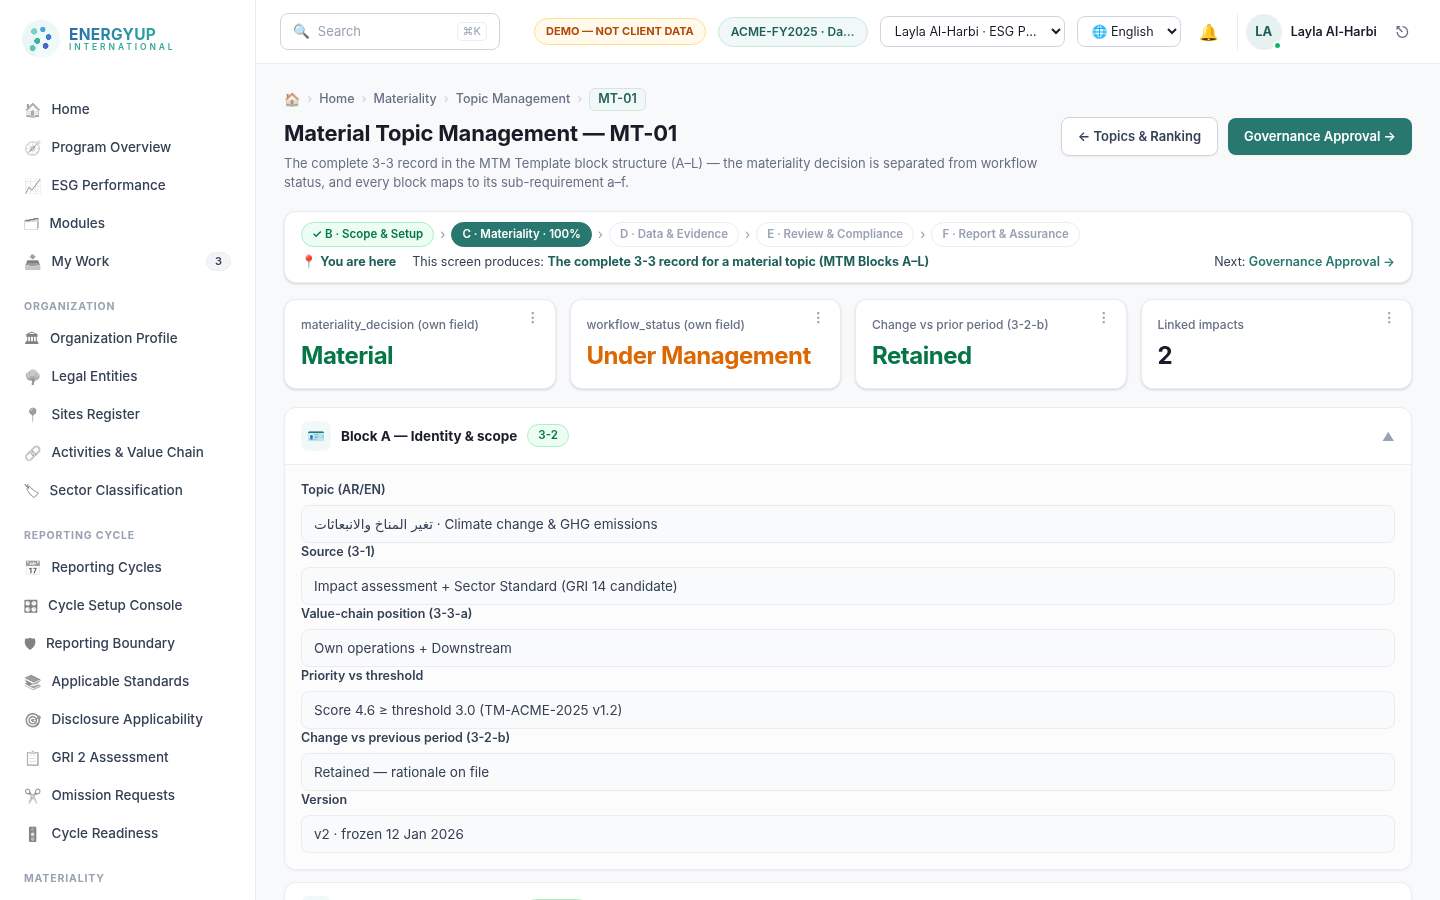 ENERGYUP
INTERNATIONAL
Search
⌘K
DEMO — NOT CLIENT DATA
ACME-FY2025 · Da...
Layla Al-Harbi · ESG P...
English
LA
Layla Al-Harbi
Home
Program Overview
ESG Performance
Modules
My Work
3
ORGANIZATION
Organization Profile
Legal Entities
Sites Register
Activities & Value Chain
Sector Classification
REPORTING CYCLE
Reporting Cycles
Cycle Setup Console
Reporting Boundary
Applicable Standards
Disclosure Applicability
GRI 2 Assessment
Omission Requests
Cycle Readiness
MATERIALITY
› Home › Materiality › Topic Management › MT-01
Material Topic Management — MT-01
The complete 3-3 record in the MTM Template block structure (A–L) — the materiality decision is separated from workflow
status, and every block maps to its sub-requirement a–f.
← Topics & Ranking
Governance Approval →
✓ B · Scope & Setup › C · Materiality · 100% › D · Data & Evidence › E · Review & Compliance › F · Report & Assurance
You are here This screen produces: The complete 3-3 record for a material topic (MTM Blocks A–L)
Next: Governance Approval →
materiality_decision (own field)
Material
workflow_status (own field)
Under Management
Change vs prior period (3-2-b)
Retained
Linked impacts
2
Block A — Identity & scope
3-2
Topic (AR/EN)
تغير المناخ والانبعاثات · Climate change & GHG emissions
Source (3-1)
Impact assessment + Sector Standard (GRI 14 candidate)
Value-chain position (3-3-a)
Own operations + Downstream
Priority vs threshold
Score 4.6 ≥ threshold 3.0 (TM-ACME-2025 v1.2)
Change vs previous period (3-2-b)
Retained — rationale on file
Version
v2 · frozen 12 Jan 2026